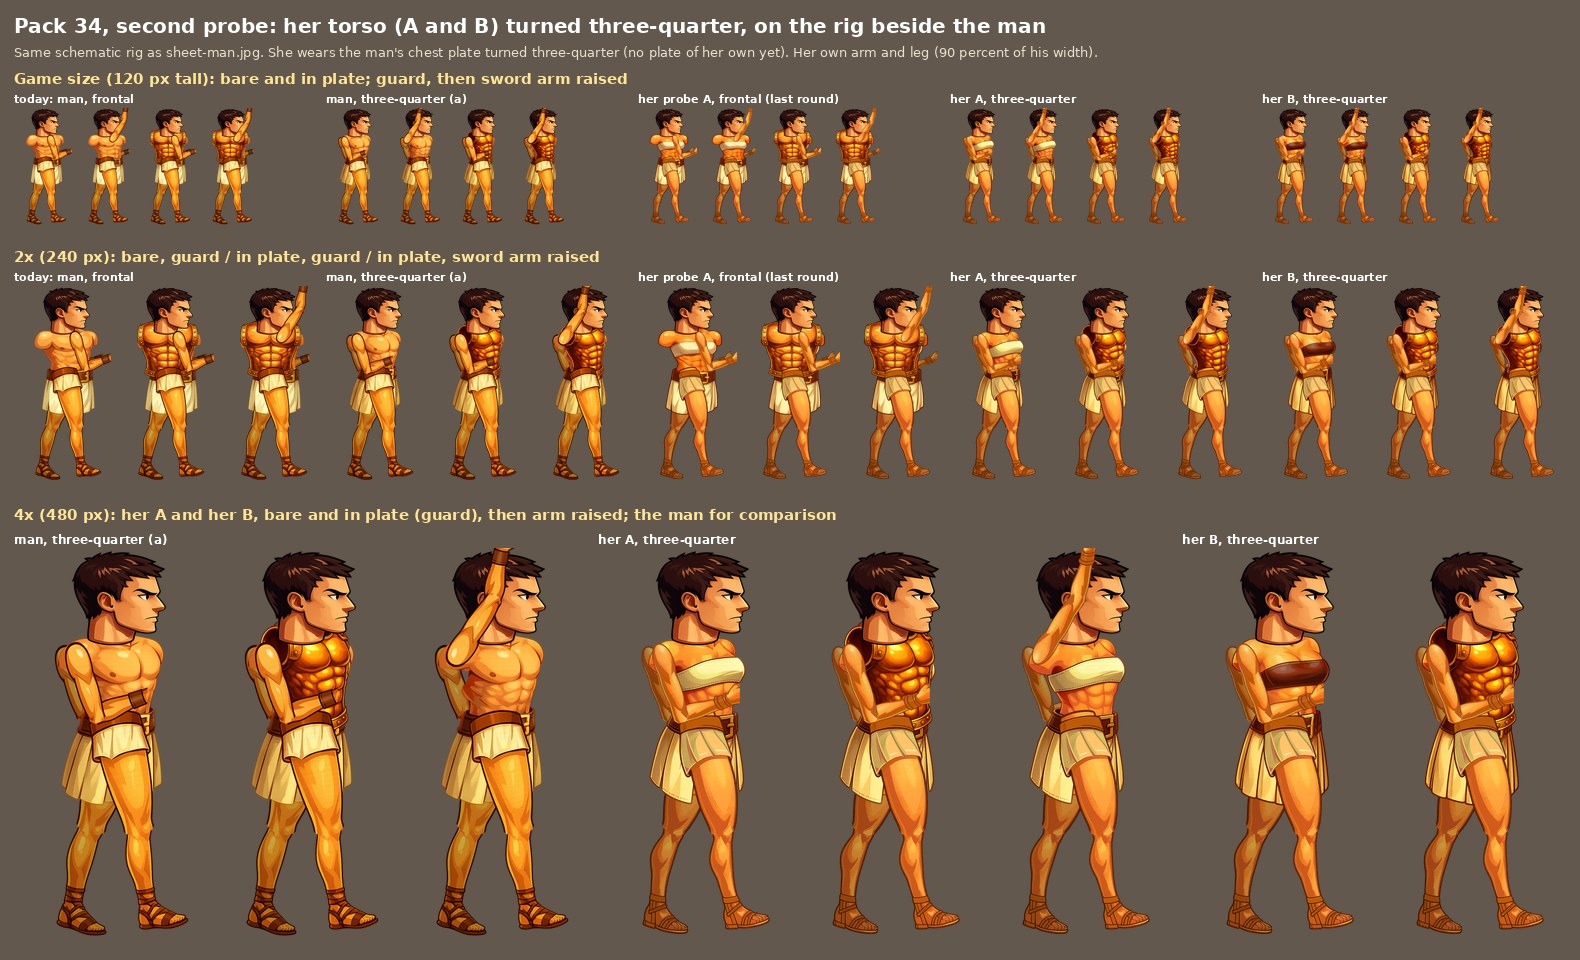 Pack 34, second probe: her torso (A and B) turned three-quarter, on the rig beside the man
Same schematic rig as sheet-man.jpg. She wears the man's chest plate turned three-quarter (no plate of her own yet). Her own arm and leg (90 percent of his width).
Game size (120 px tall): bare and in plate; guard, then sword arm raised
today: man, frontal
man, three-quarter (a)
her probe A, frontal (last round)
her A, three-quarter
her B, three-quarter
2x (240 px): bare, guard / in plate, guard / in plate, sword arm raised
today: man, frontal
man, three-quarter (a)
her probe A, frontal (last round)
her A, three-quarter
her B, three-quarter
4x (480 px): her A and her B, bare and in plate (guard), then arm raised; the man for comparison
man, three-quarter (a)
her A, three-quarter
her B, three-quarter